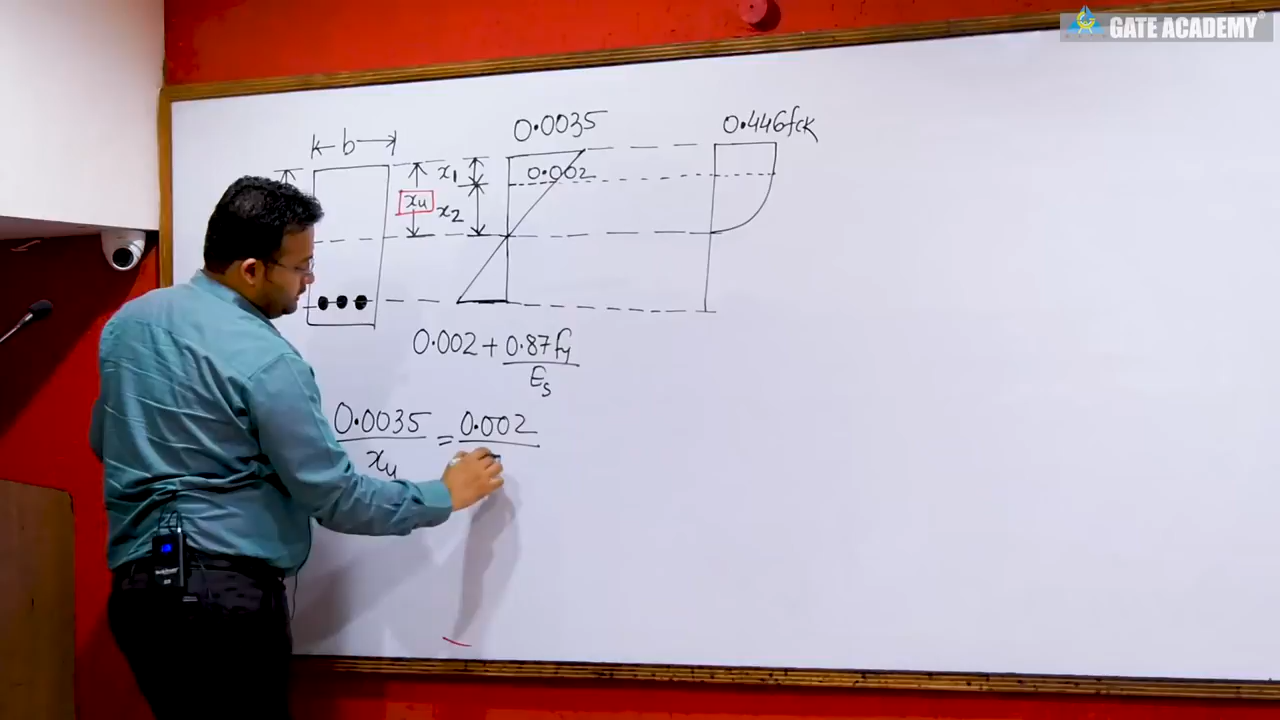 GATE ACADEMY
b
0.0035
0.446fck
x1
0.002
xu
x2
0.002 + 0.87fy
Es
0.0035 = 0.002
xu